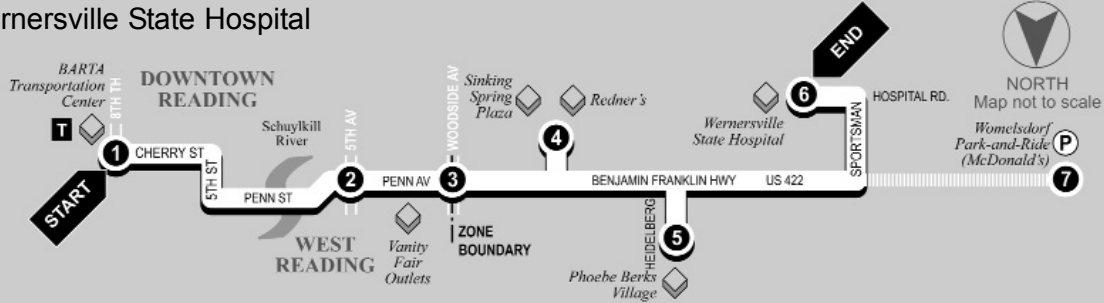 rnersville State Hospital
BARTA
Transportation
Center
T
8TH TH
DOWNTOWN
READING
START
1
CHERRY ST
5TH ST
PENN ST
Schuylkill
River
WEST
READING
5TH AV
2
PENN AV
Vanity
Fair
Outlets
WOODSIDE AV
3
ZONE
BOUNDARY
Sinking
Spring
Plaza
Redner's
4
BENJAMIN FRANKLIN HWY
US 422
HEIDELBERG
5
Phoebe Berks
Village
Wernersville
State Hospital
6
END
HOSPITAL RD.
SPORTSMAN
NORTH
Map not to scale
Womelsdorf
Park-and-Ride
(McDonald's)
P
7